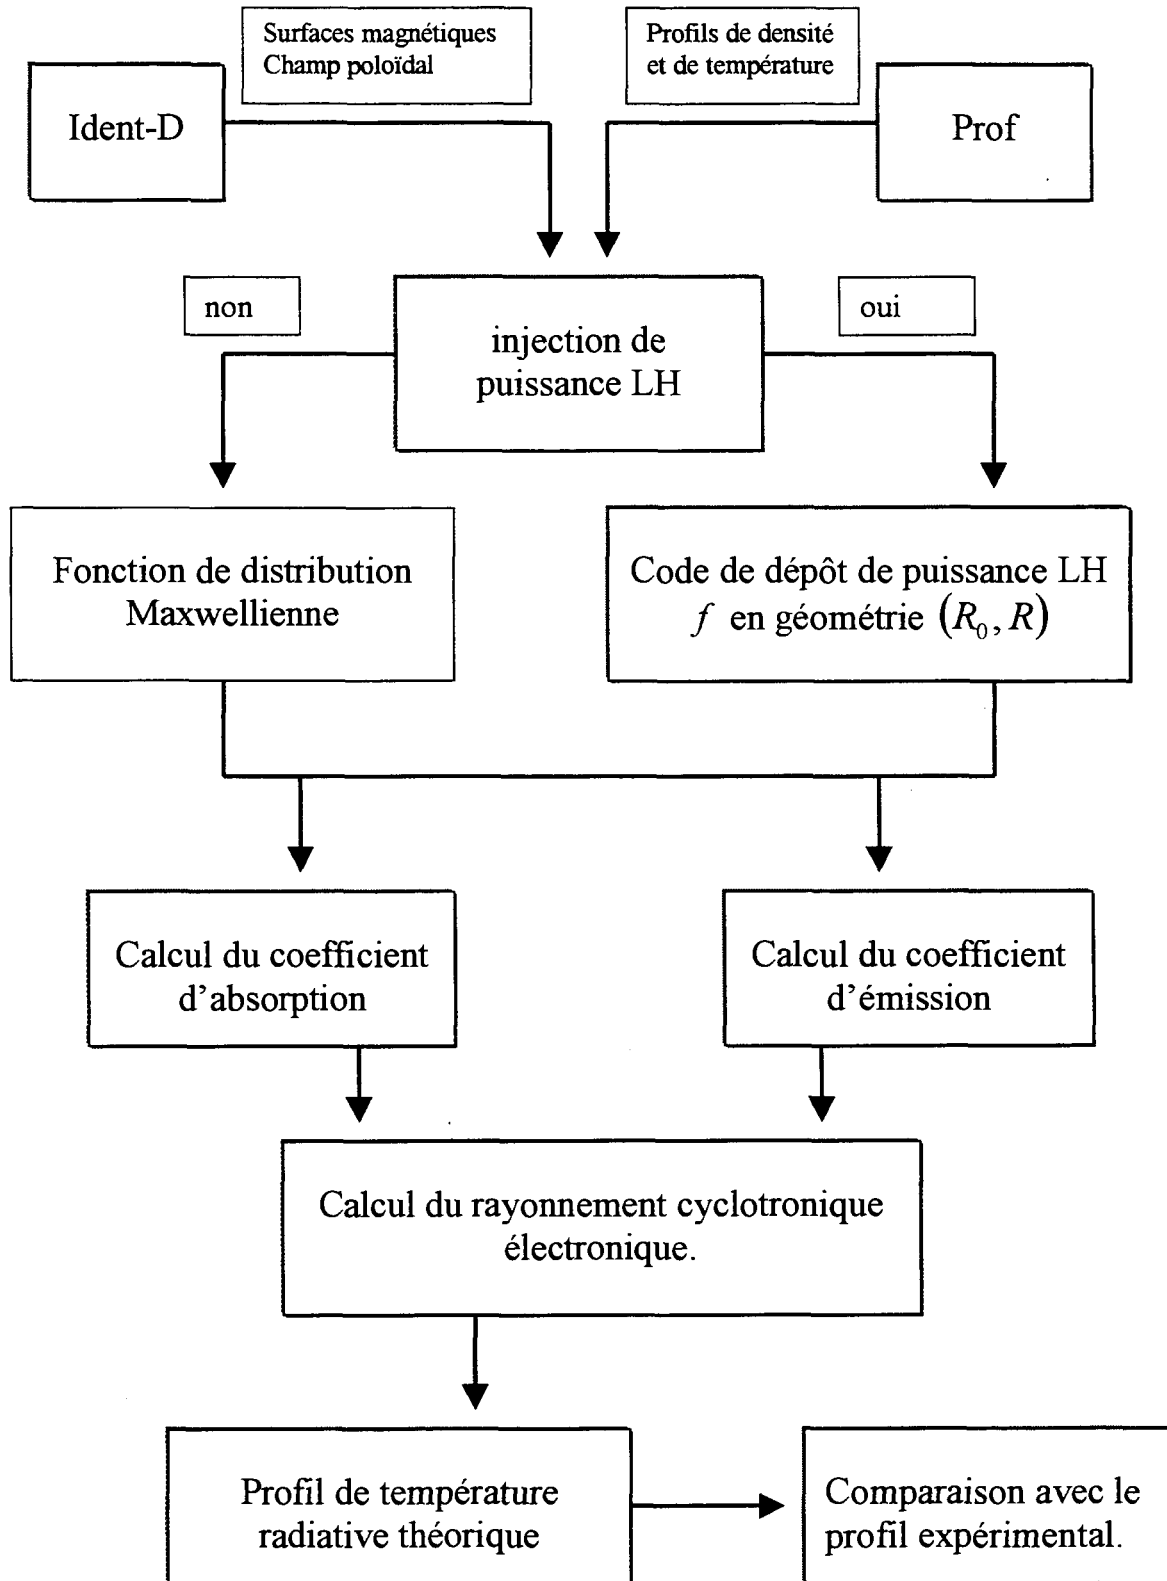 Surfaces magnétiques
Champ poloïdal
Profils de densité
et de température
Ident-D
Prof
non
oui
injection de
puissance LH
Fonction de distribution
Maxwellienne
Code de dépôt de puissance LH
f en géométrie (R₀, R)
Calcul du coefficient
d'absorption
Calcul du coefficient
d'émission
Calcul du rayonnement cyclotronique
électronique.
Profil de température
radiative théorique
Comparaison avec le
profil expérimental.